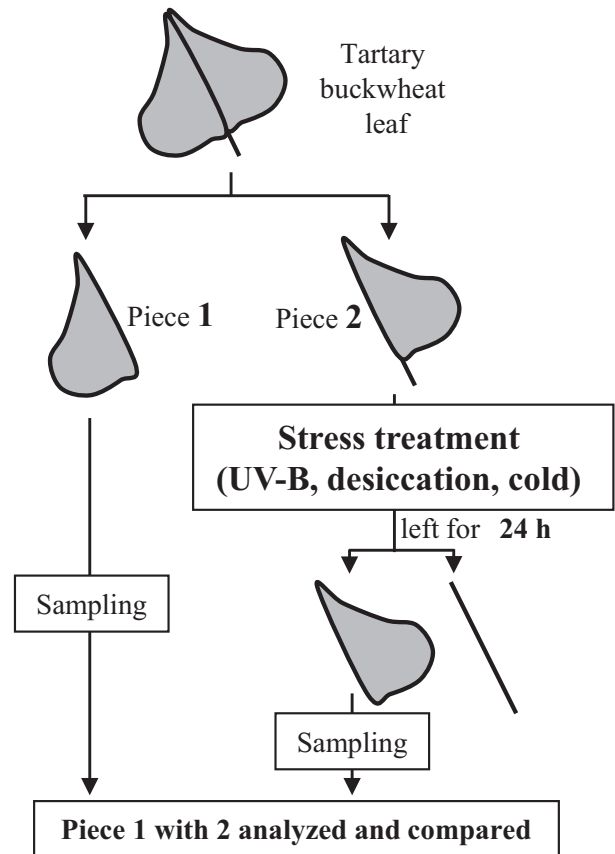 Tartary
buckwheat
leaf
Piece 1
Piece 2
Stress treatment
(UV-B, desiccation, cold)
left for 24 h
Sampling
Sampling
Piece 1 with 2 analyzed and compared